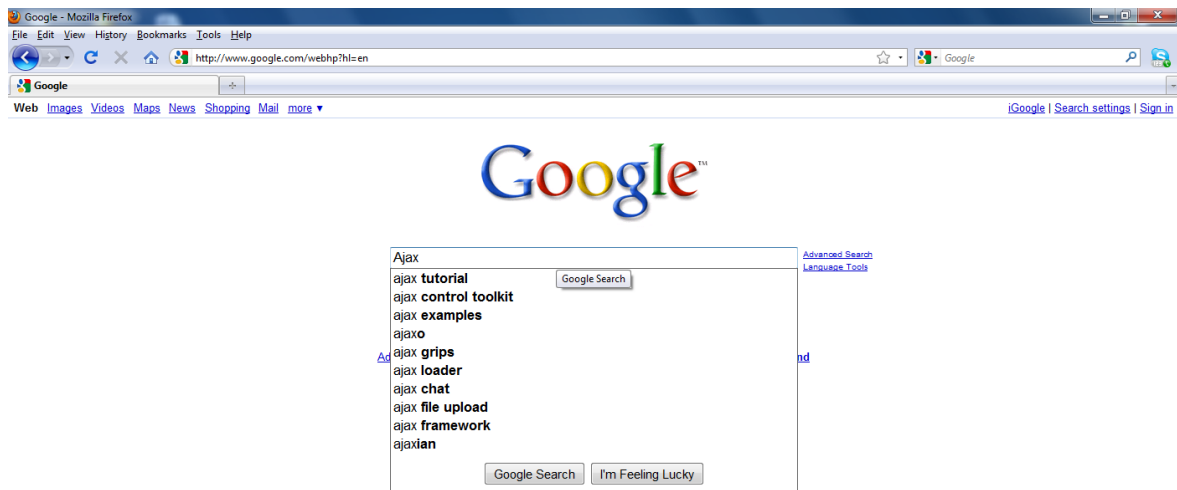 Google - Mozilla Firefox
File Edit View History Bookmarks Tools Help
http://www.google.com/webhp?hl=en
Google
Google
Web Images Videos Maps News Shopping Mail more ▼
iGoogle | Search settings | Sign in
Google™
Ajax
Advanced Search
Language Tools
ajax tutorial
Google Search
ajax control toolkit
ajax examples
ajaxo
ajax grips
Ad
nd
ajax loader
ajax chat
ajax file upload
ajax framework
ajaxian
Google Search
I'm Feeling Lucky